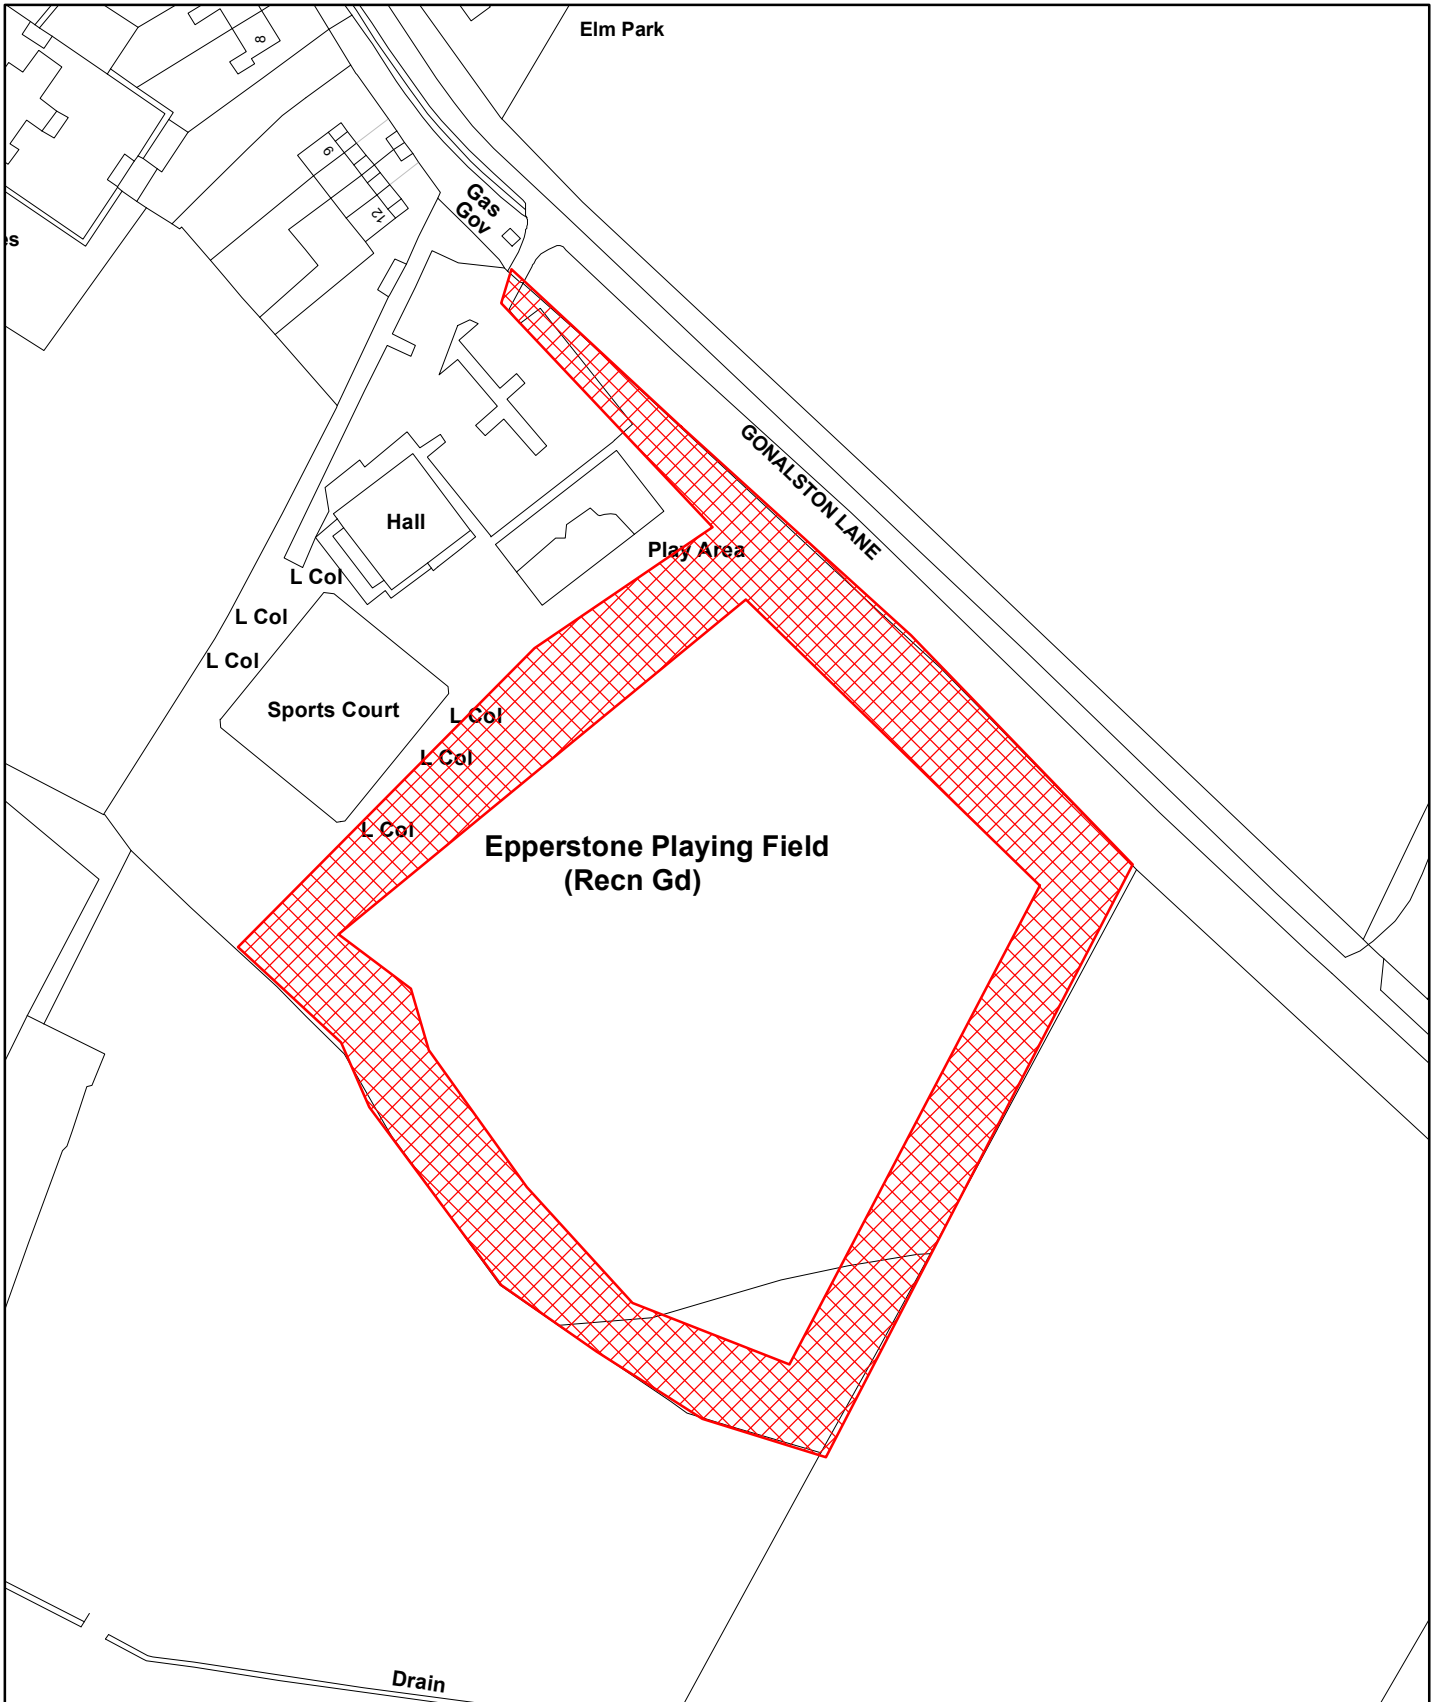 Elm Park
8
9
12
Gas
Gov
GONALSTON LANE
Hall
Play Area
L Col
L Col
L Col
Sports Court
L Col
L Col
L Col
Epperstone Playing Field
(Recn Gd)
Drain